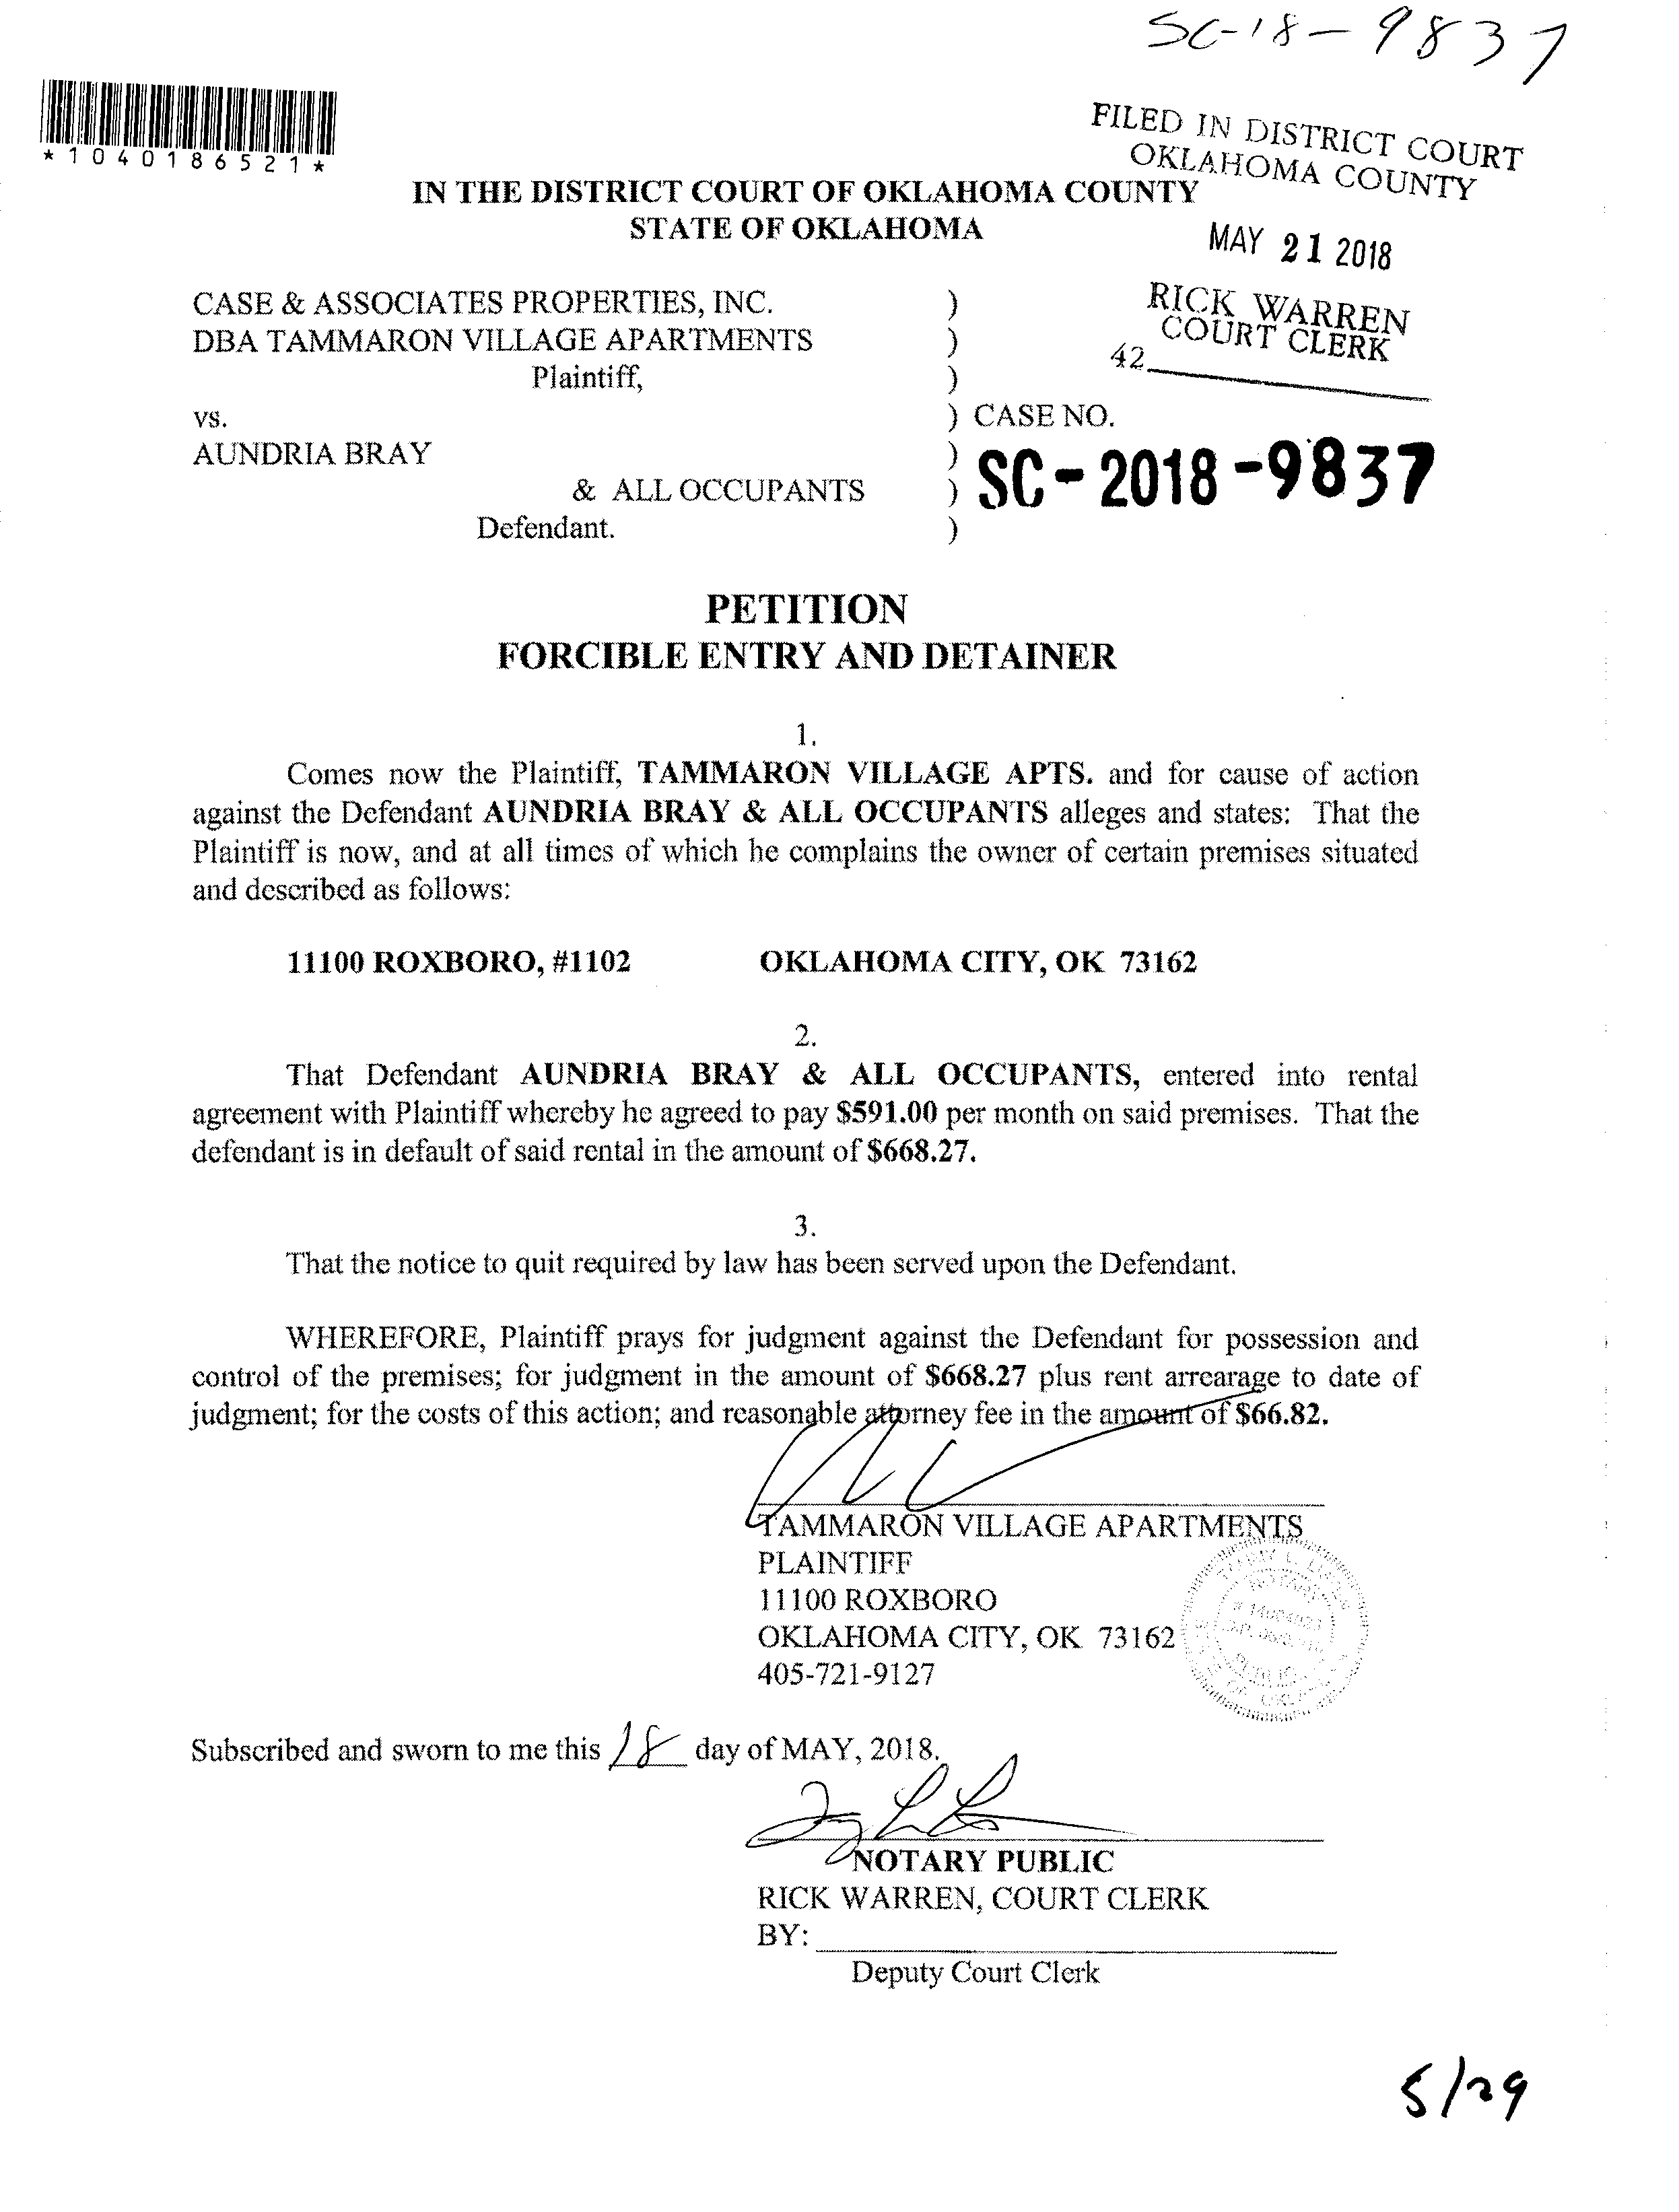 SC-18-9837
*1040186521*
FILED IN DISTRICT COURT
OKLAHOMA COUNTY
IN THE DISTRICT COURT OF OKLAHOMA COUNTY
STATE OF OKLAHOMA
MAY 21 2018
RICK WARREN
COURT CLERK
42
CASE & ASSOCIATES PROPERTIES, INC. )
DBA TAMMARON VILLAGE APARTMENTS )
Plaintiff, )
vs. ) CASE NO.
AUNDRIA BRAY )
SC-2018-9837
& ALL OCCUPANTS )
Defendant. )
PETITION
FORCIBLE ENTRY AND DETAINER
1.
Comes now the Plaintiff, TAMMARON VILLAGE APTS. and for cause of action
against the Defendant AUNDRIA BRAY & ALL OCCUPANTS alleges and states: That the
Plaintiff is now, and at all times of which he complains the owner of certain premises situated
and described as follows:
11100 ROXBORO, #1102 OKLAHOMA CITY, OK 73162
2.
That Defendant AUNDRIA BRAY & ALL OCCUPANTS, entered into rental
agreement with Plaintiff whereby he agreed to pay $591.00 per month on said premises. That the
defendant is in default of said rental in the amount of $668.27.
3.
That the notice to quit required by law has been served upon the Defendant.
WHEREFORE, Plaintiff prays for judgment against the Defendant for possession and
control of the premises; for judgment in the amount of $668.27 plus rent arrearage to date of
judgment; for the costs of this action; and reasonable attorney fee in the amount of $66.82.
TAMMARON VILLAGE APARTMENTS
PLAINTIFF
11100 ROXBORO
OKLAHOMA CITY, OK 73162
405-721-9127
Subscribed and sworn to me this 18 day of MAY, 2018.
NOTARY PUBLIC
RICK WARREN, COURT CLERK
BY:
Deputy Court Clerk
5/29